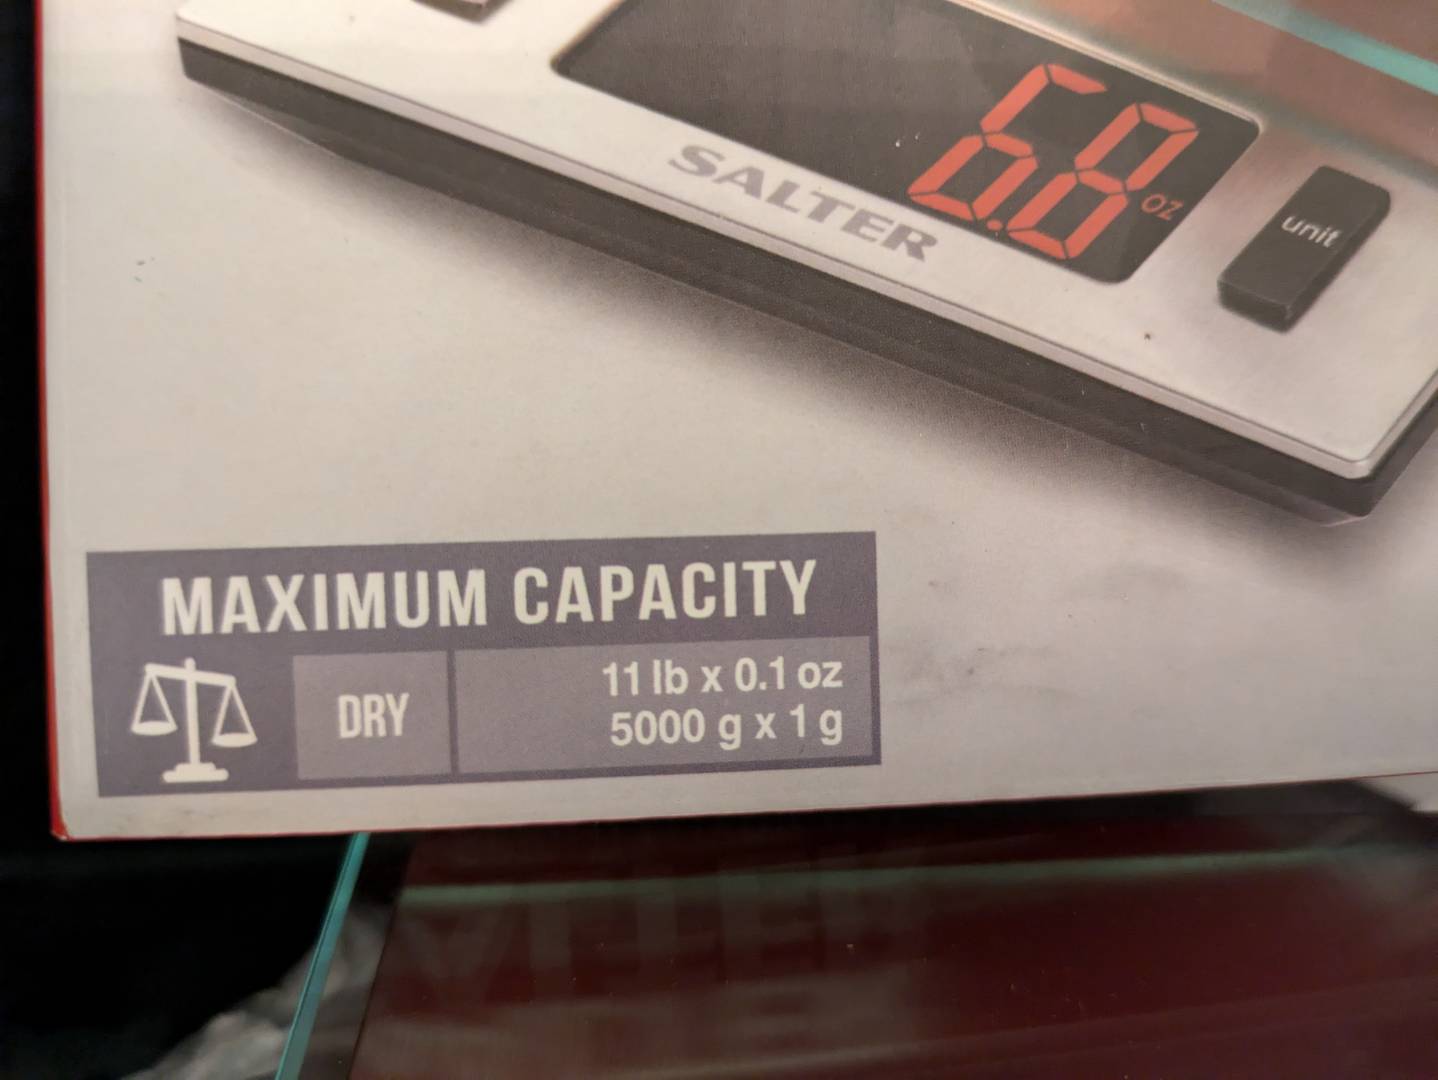 6.8 oz
unit
SALTER
MAXIMUM CAPACITY
DRY
11 lb x 0.1 oz
5000 g x 1 g